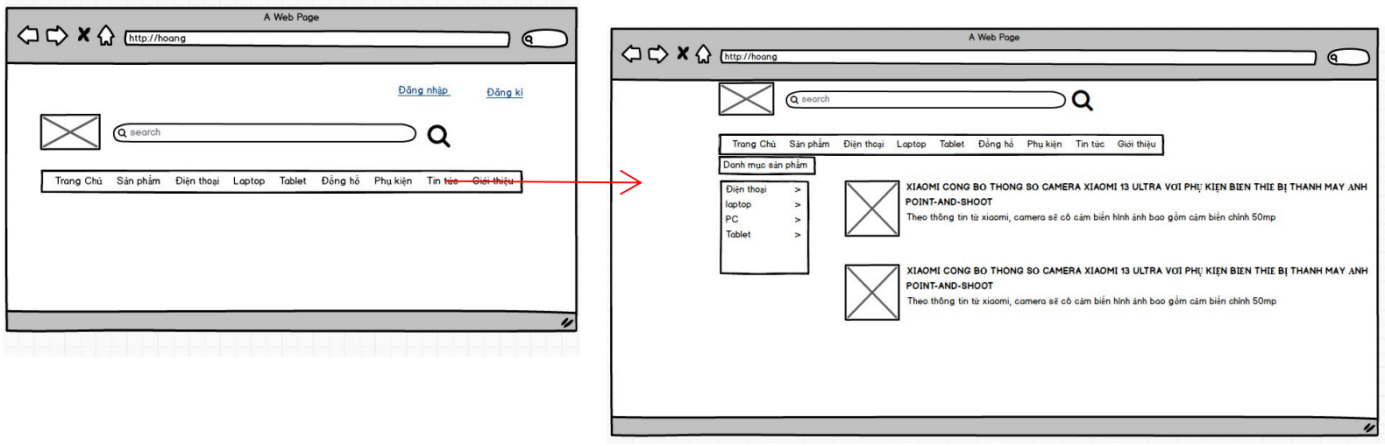 A Web Page
http://hoang
Đăng nhập Đăng kí
search
Trang Chủ Sản phẩm Điện thoại Laptop Tablet Đồng hồ Phụ kiện Tin tức Giới thiệu
A Web Page
http://hoang
search
Trang Chủ Sản phẩm Điện thoại Laptop Tablet Đồng hồ Phụ kiện Tin tức Giới thiệu
Danh mục sản phẩm
Điện thoại >
laptop >
PC >
Tablet >
XIAOMI CONG BO THONG SO CAMERA XIAOMI 13 ULTRA VƠI PHỤ KIỆN BIEN THIE BỊ THANH MAY ẢNH
POINT-AND-SHOOT
Theo thông tin từ xiaomi, camera sẽ có cảm biến hình ảnh bao gồm cảm biến chính 50mp
XIAOMI CONG BO THONG SO CAMERA XIAOMI 13 ULTRA VƠI PHỤ KIỆN BIEN THIE BỊ THANH MAY ẢNH
POINT-AND-SHOOT
Theo thông tin từ xiaomi, camera sẽ có cảm biến hình ảnh bao gồm cảm biến chính 50mp